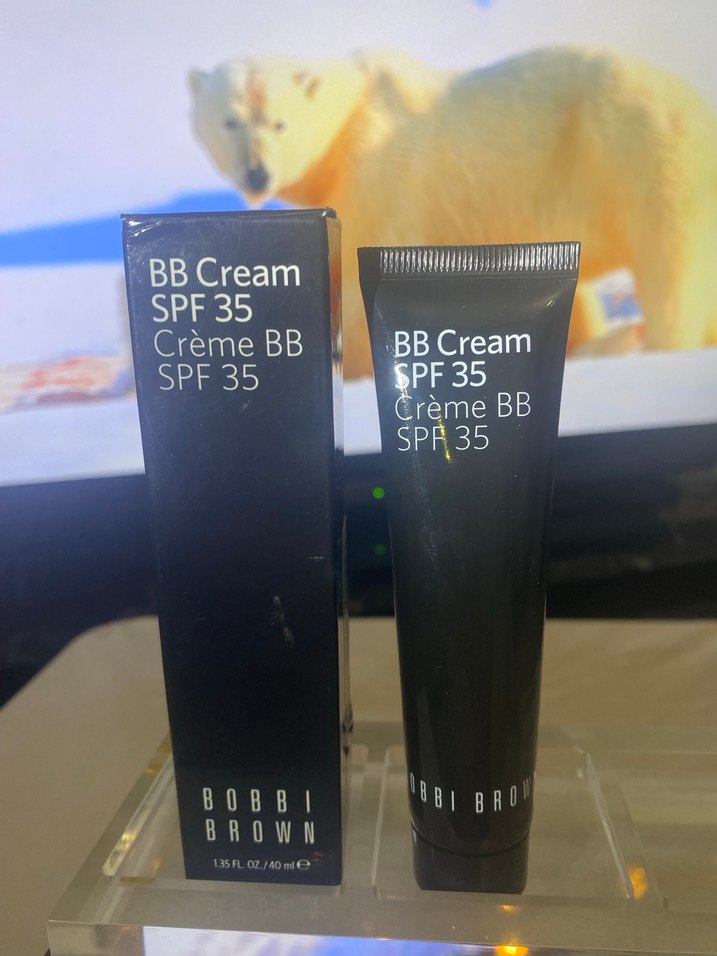 BB Cream
SPF 35
Crème BB
SPF 35
BOBBI
BROWN
1.35 FL. OZ. / 40 ml ℮
BB Cream
SPF 35
Crème BB
SPF 35
BOBBI BROWN